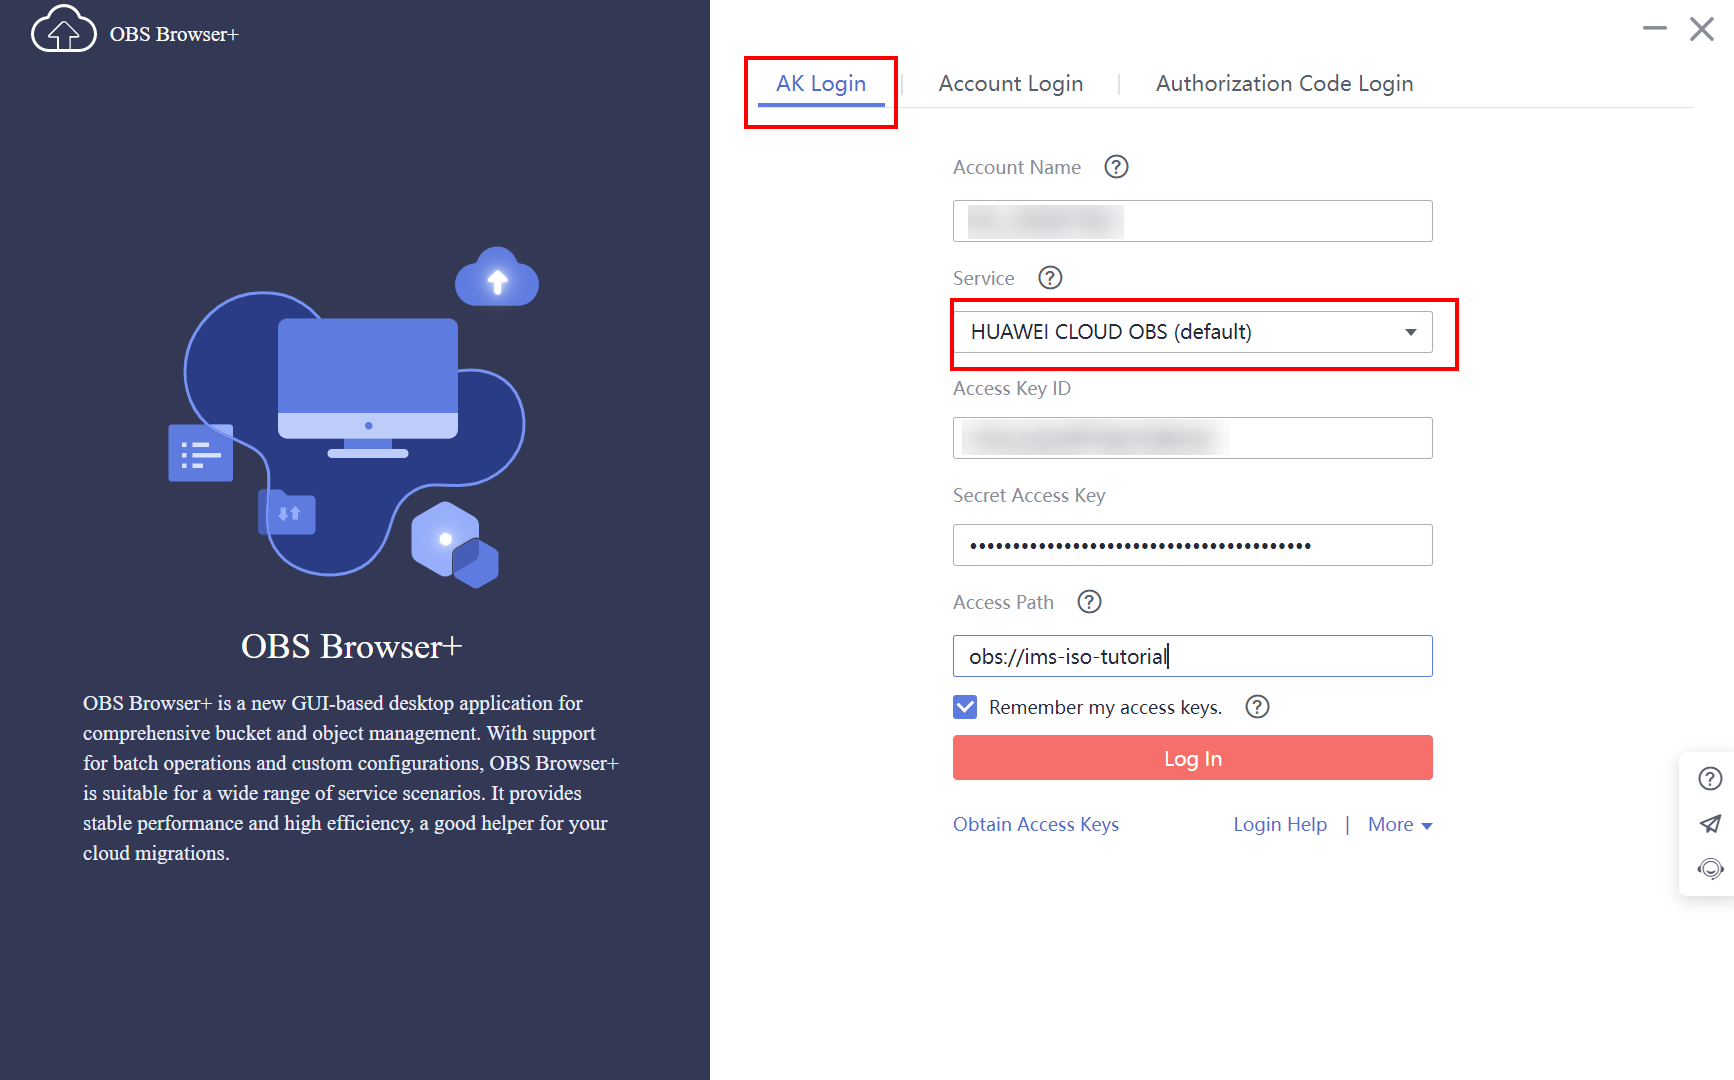 OBS Browser+
AK Login
Account Login
Authorization Code Login
Account Name
Service
HUAWEI CLOUD OBS (default)
Access Key ID
Secret Access Key
••••••••••••••••••••••••••••••••••••••••
Access Path
obs://ims-iso-tutorial
Remember my access keys.
Log In
Obtain Access Keys
Login Help | More
OBS Browser+
OBS Browser+ is a new GUI-based desktop application for
comprehensive bucket and object management. With support
for batch operations and custom configurations, OBS Browser+
is suitable for a wide range of service scenarios. It provides
stable performance and high efficiency, a good helper for your
cloud migrations.